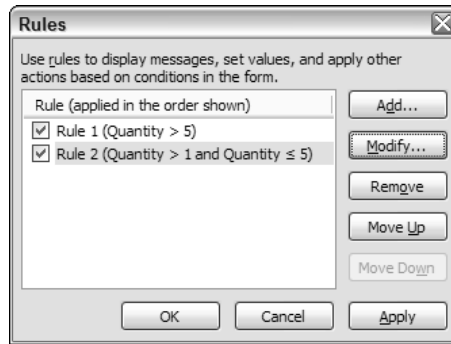 Rules
Use rules to display messages, set values, and apply other
actions based on conditions in the form.
Rule (applied in the order shown)
Rule 1 (Quantity > 5)
Rule 2 (Quantity > 1 and Quantity ≤ 5)
Add...
Modify...
Remove
Move Up
Move Down
OK
Cancel
Apply